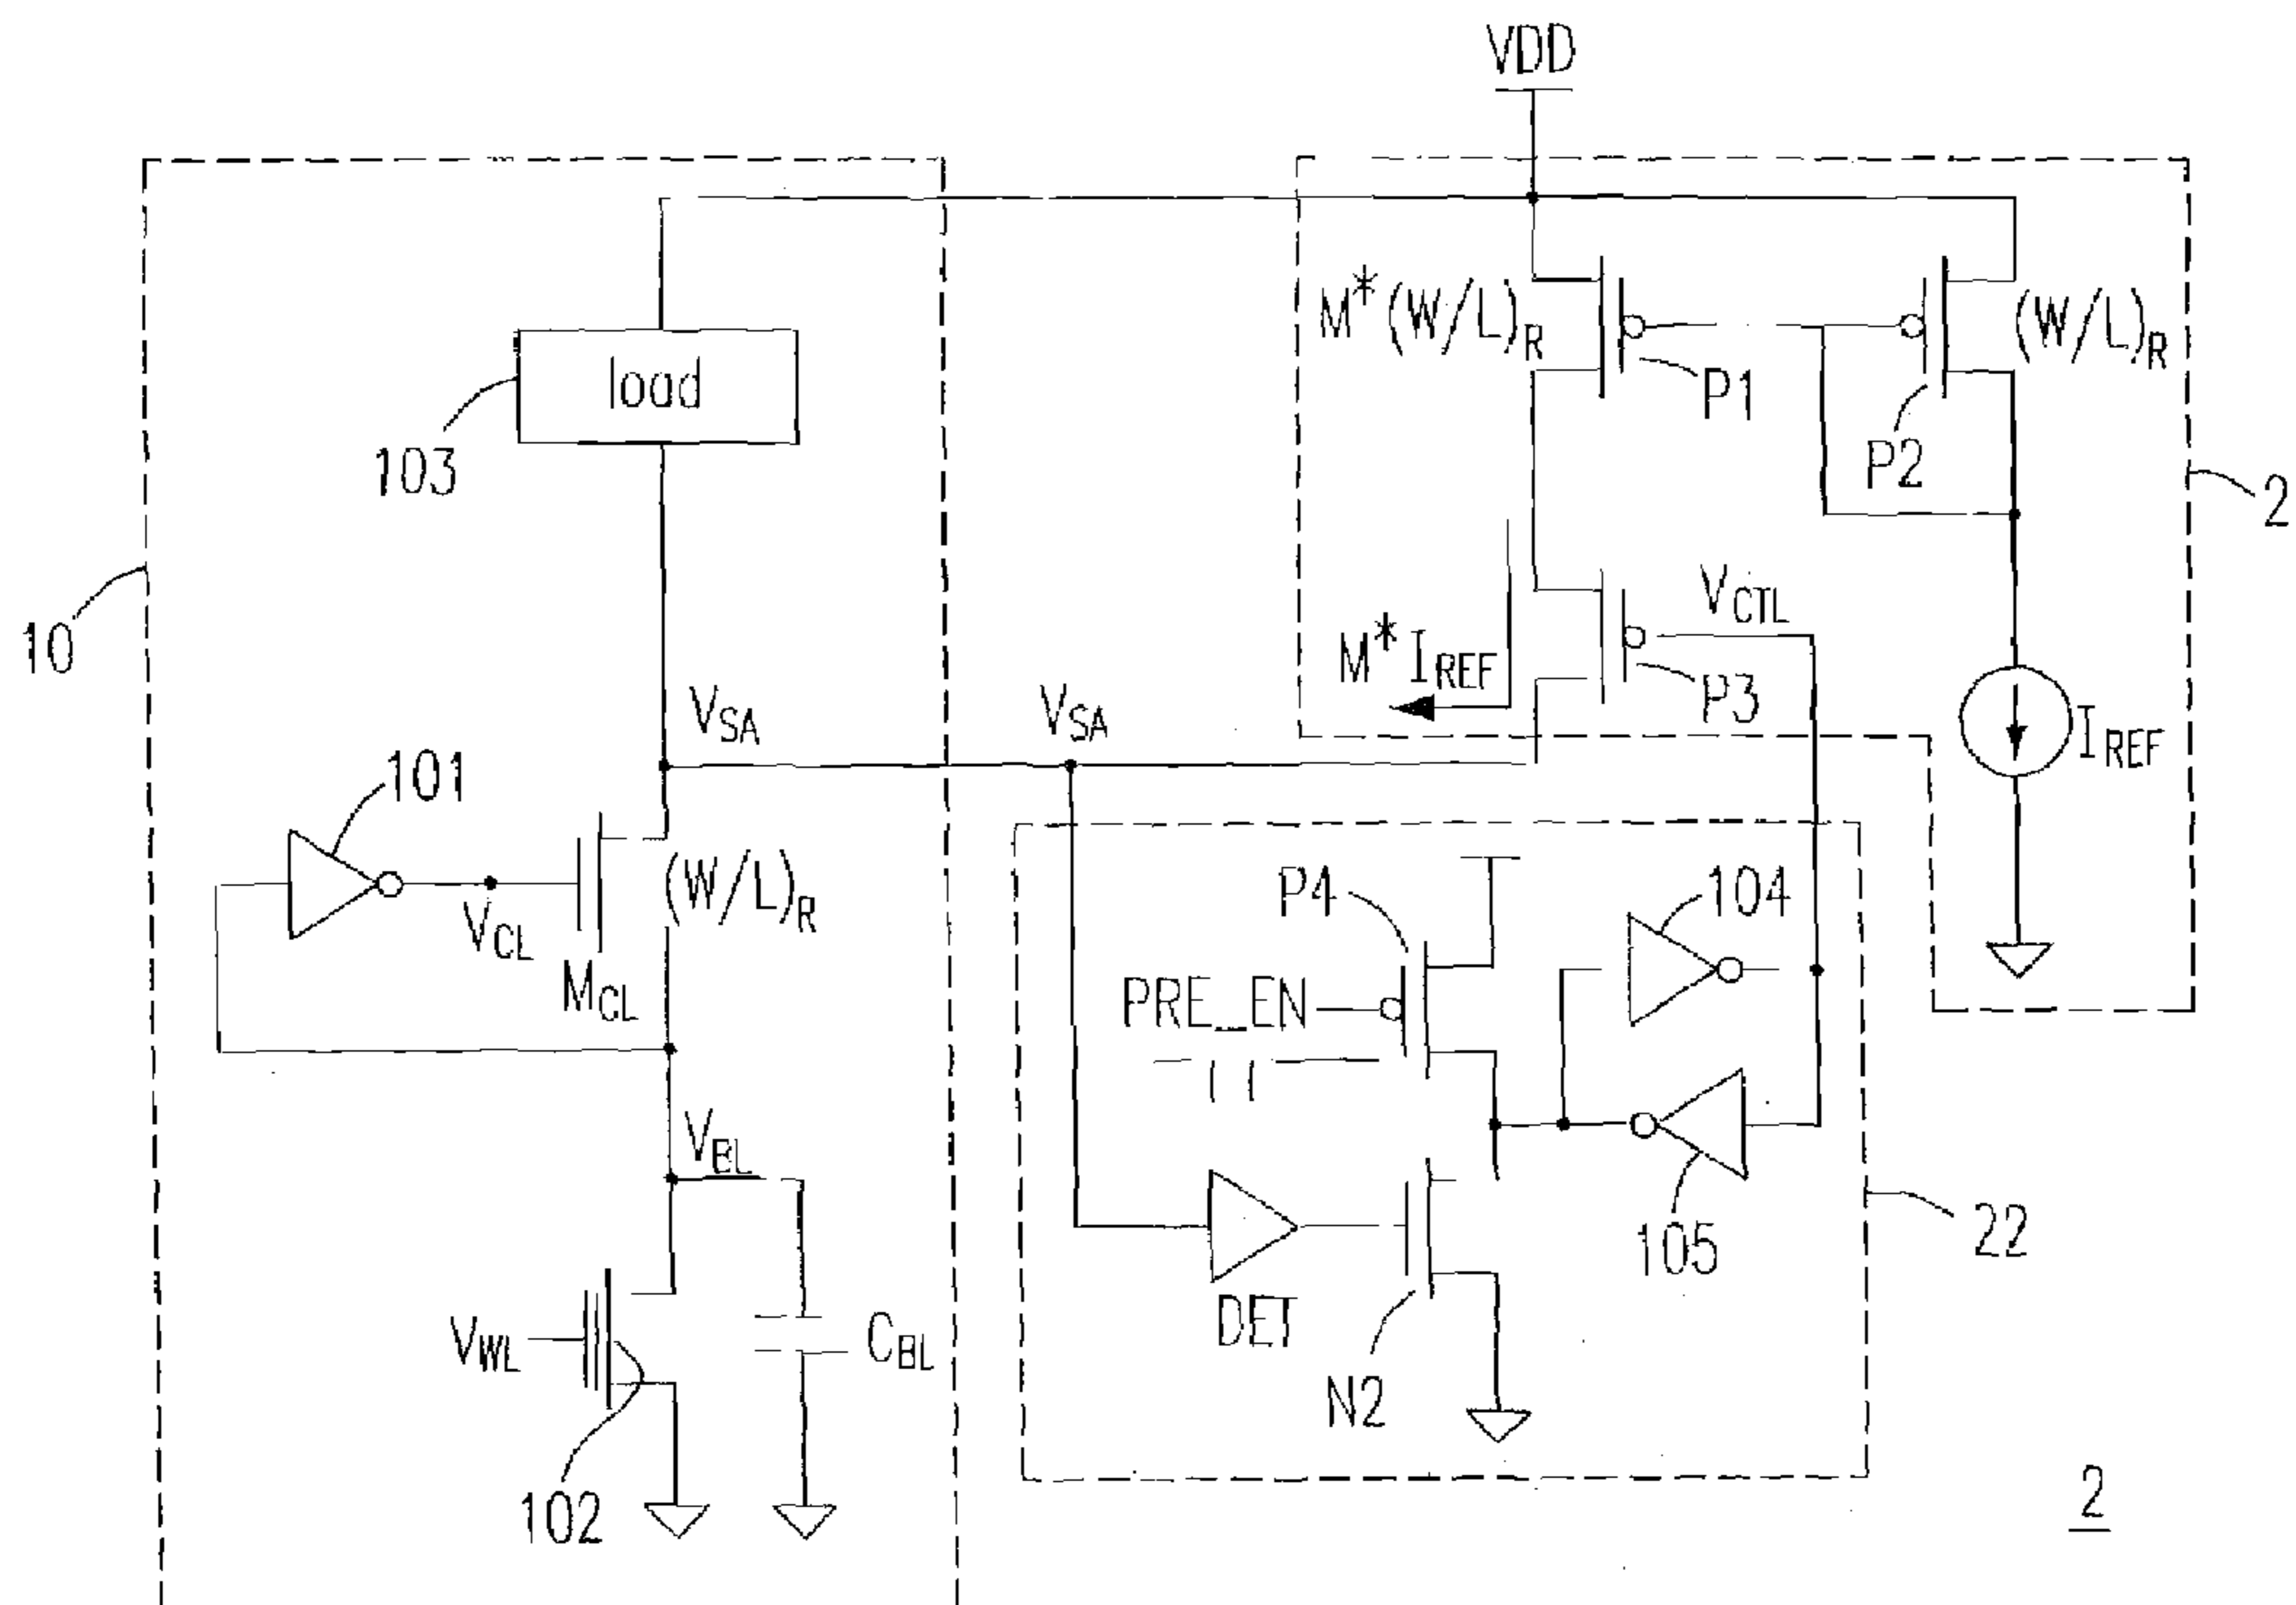 VDD
M*(W/L)R
(W/L)R
P1
P2
2
load
103
10
VCTL
M*IREF
P3
IREF
VSA
VSA
101
(W/L)R
VCL
MCL
P4
104
PRE_EN
VBL
105
22
DET
VWL
CBL
N2
102
2